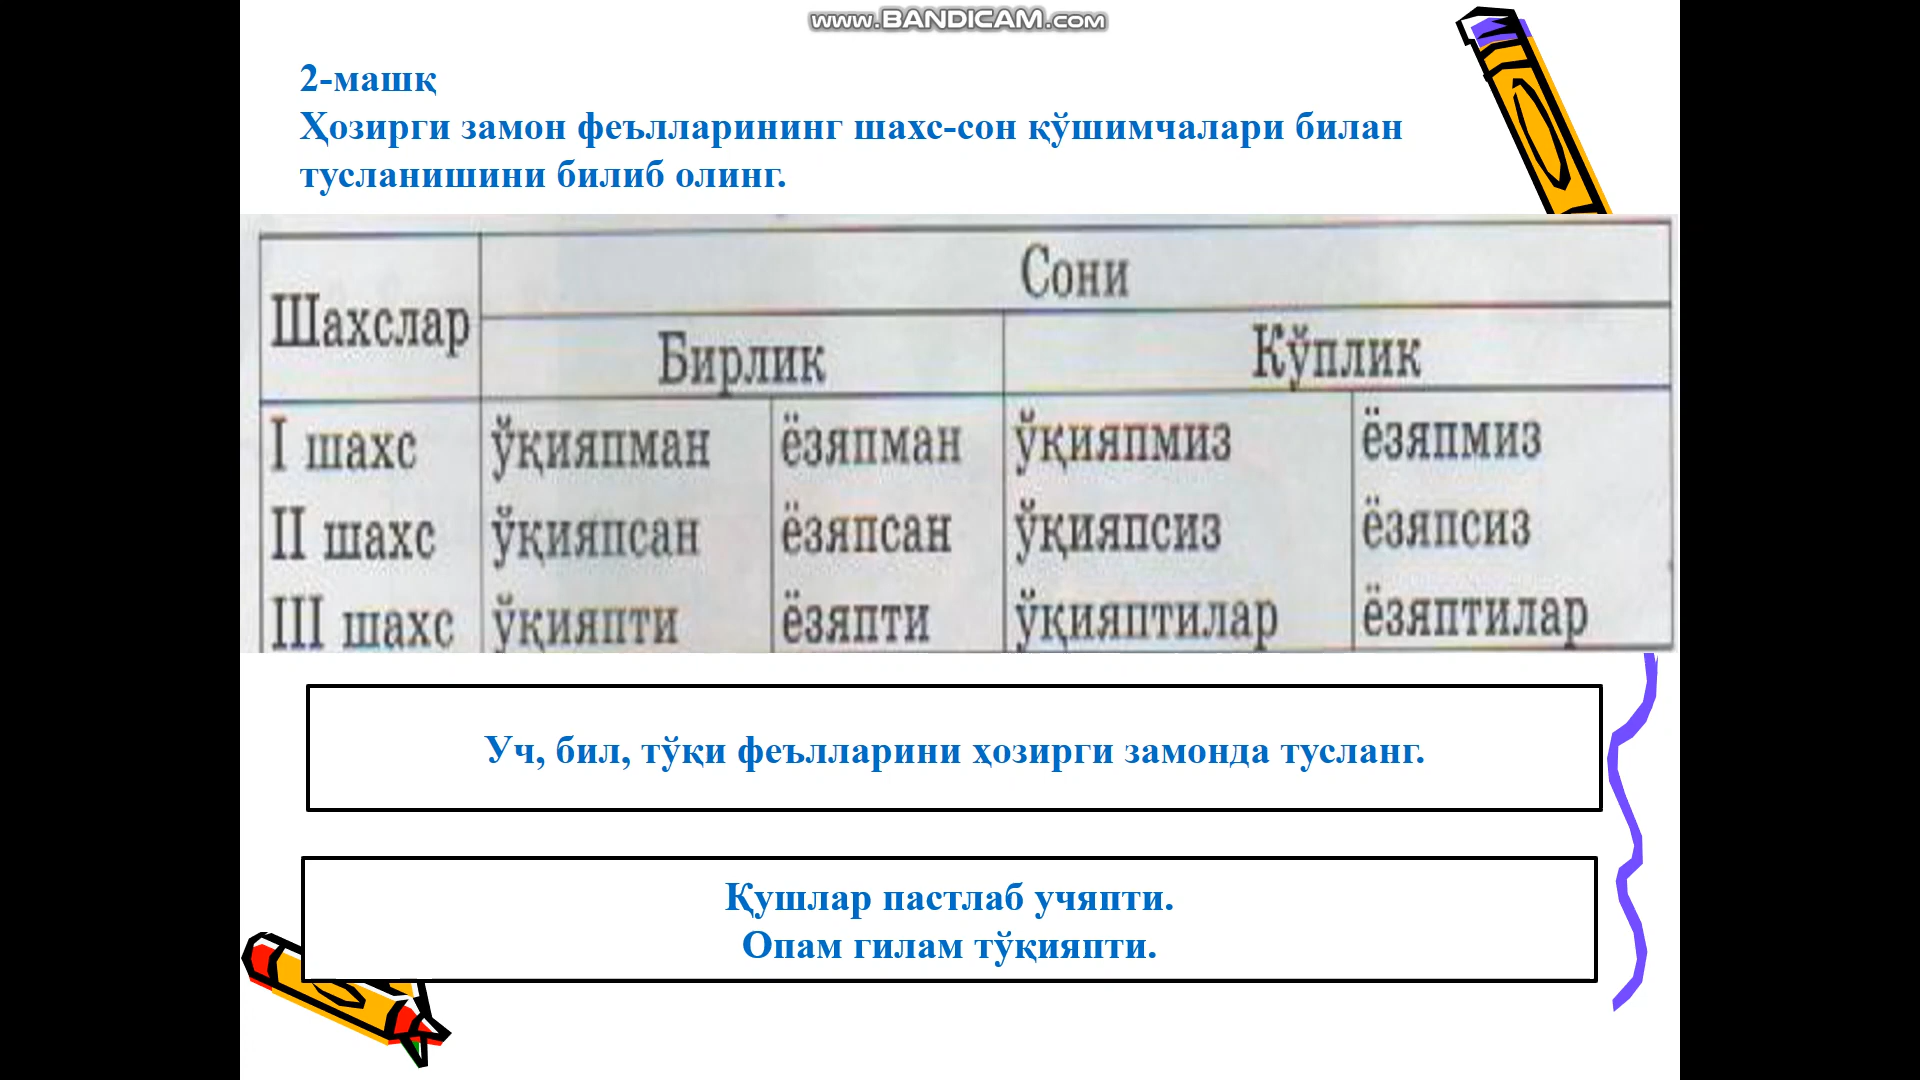 www.BANDICAM.com
2-машқ
Ҳозирги замон феълларининг шахс-сон қўшимчалари билан
тусланишини билиб олинг.
Шахслар Сони
Бирлик Кўплик
I шахс ўқияпман ёзяпман ўқияпмиз ёзяпмиз
II шахс ўқияпсан ёзяпсан ўқияпсиз ёзяпсиз
III шахс ўқияпти ёзяпти ўқияптилар ёзяптилар
Уч, бил, тўқи феълларини ҳозирги замонда тусланг.
Қушлар пастлаб учяпти.
Опам гилам тўқияпти.